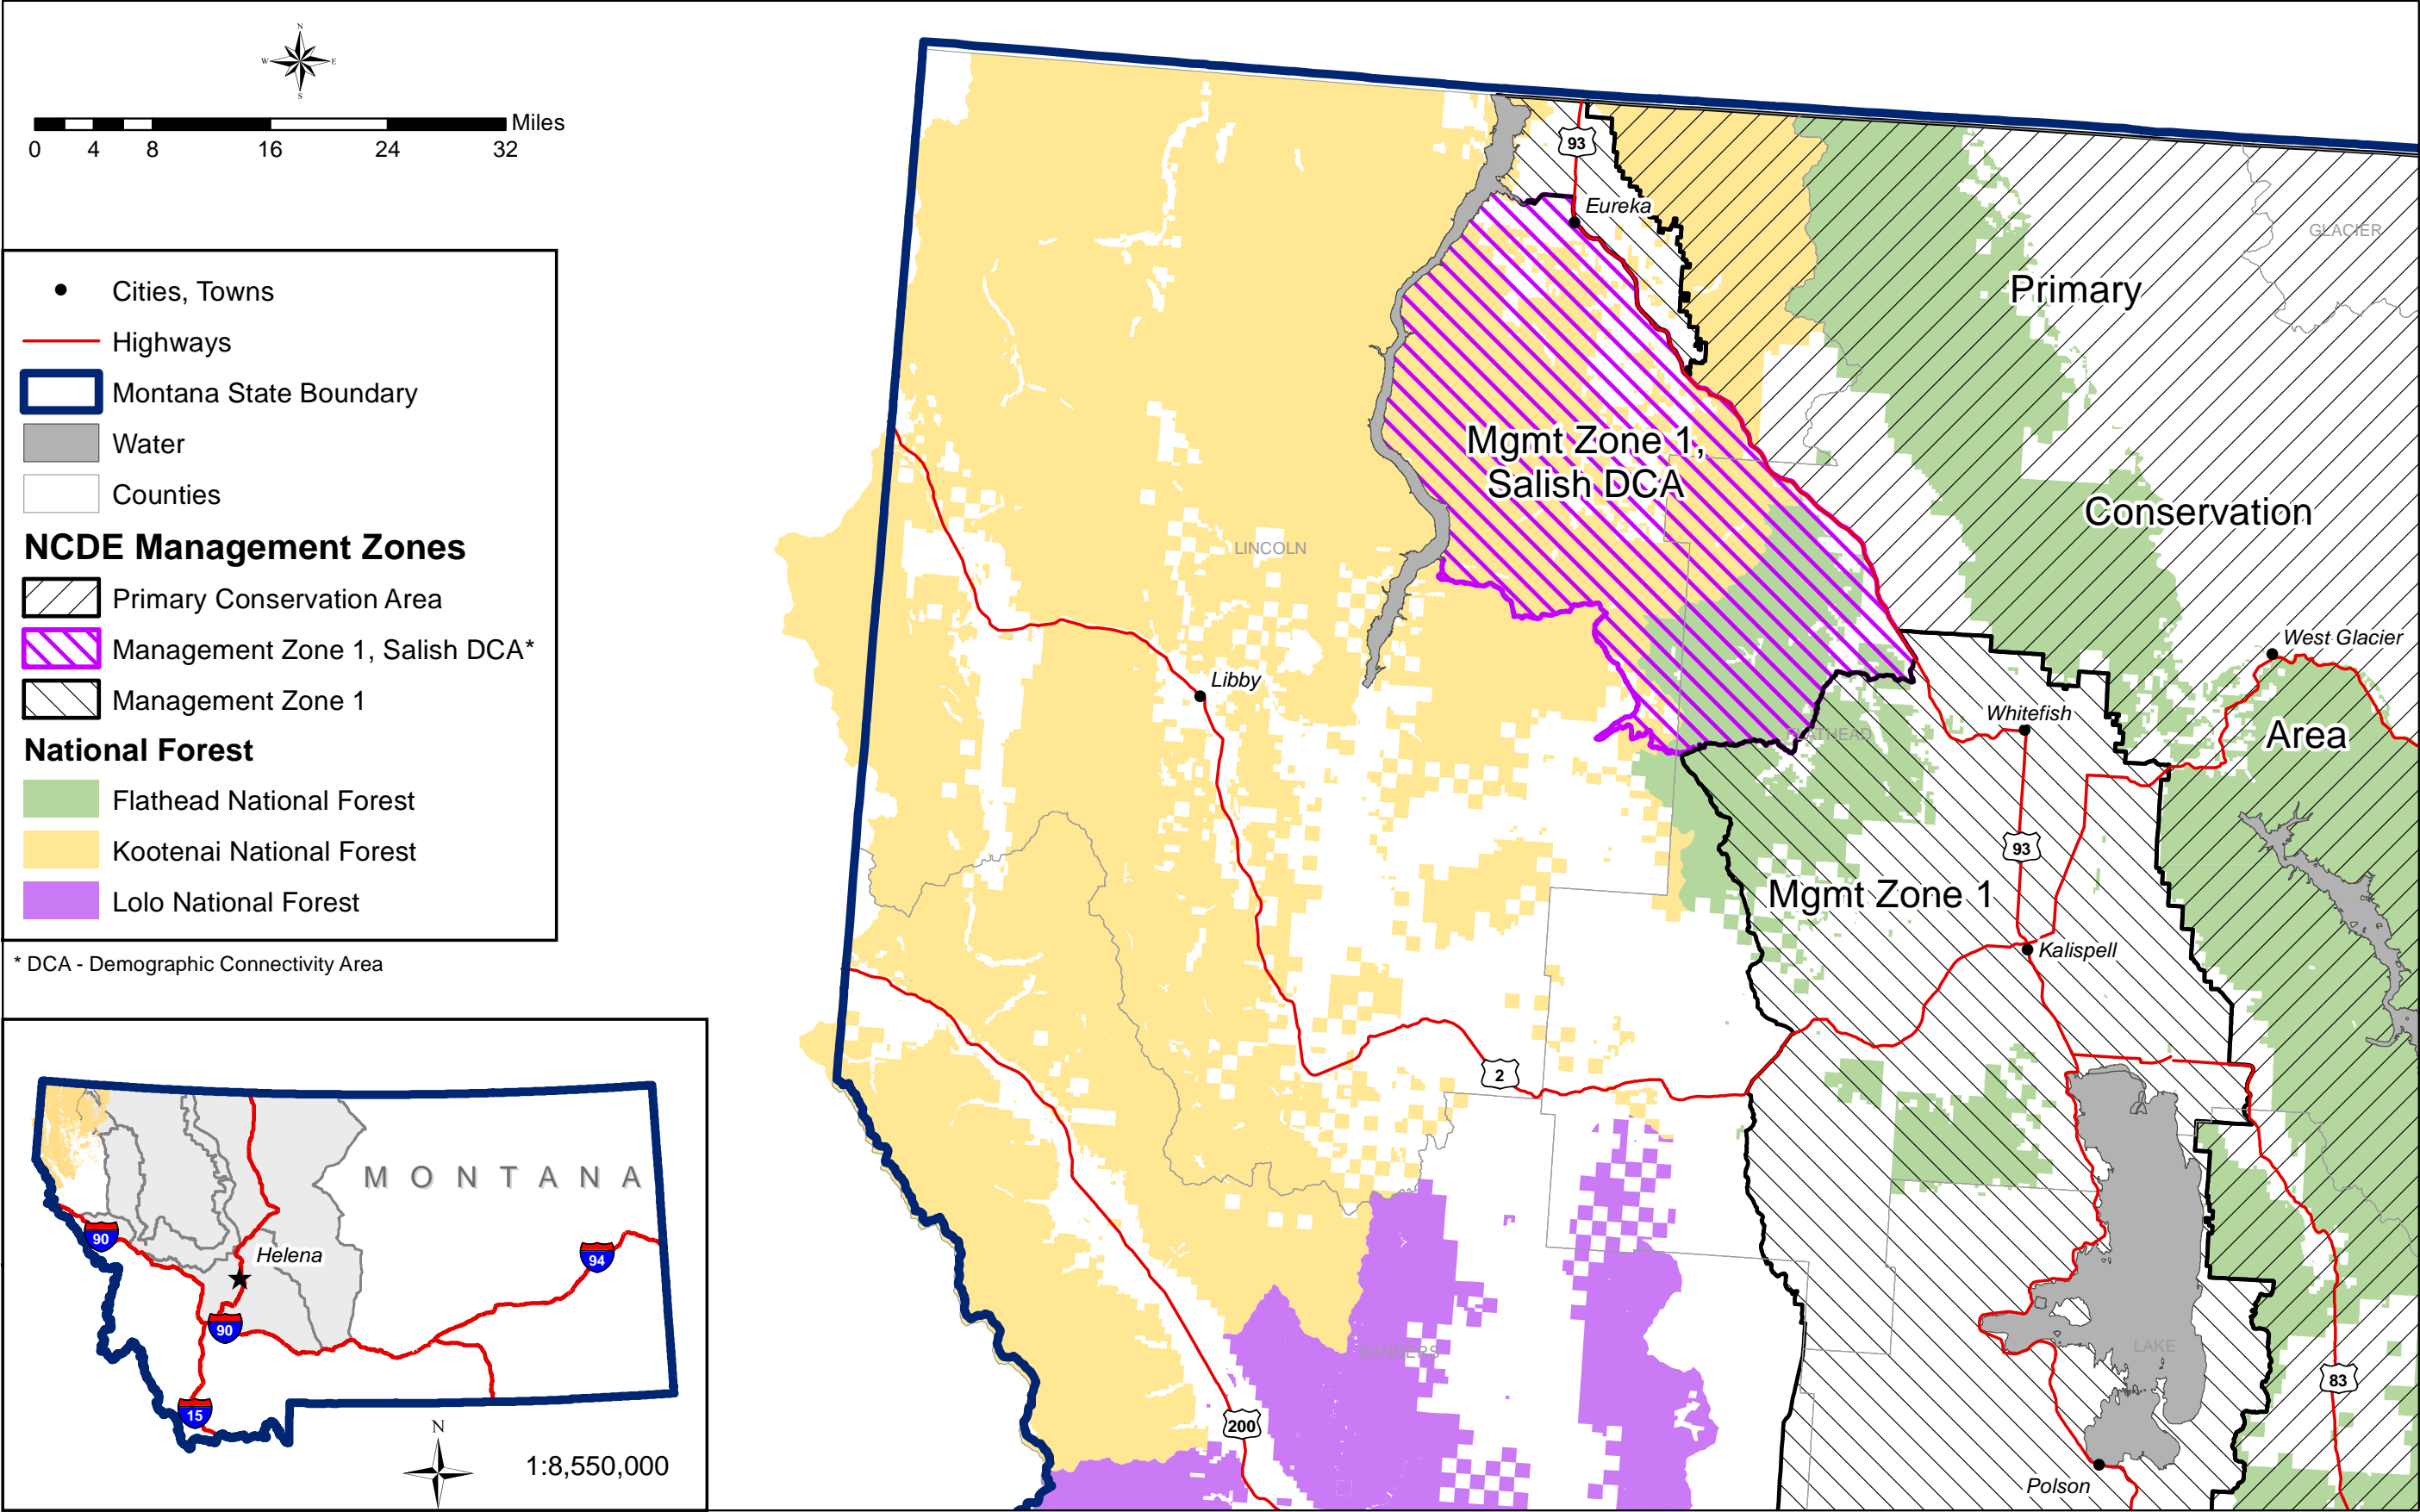 N
W E
S
Miles
0 4 8 16 24 32
Cities, Towns
Highways
Montana State Boundary
Water
Counties
NCDE Management Zones
Primary Conservation Area
Management Zone 1, Salish DCA*
Management Zone 1
National Forest
Flathead National Forest
Kootenai National Forest
Lolo National Forest
* DCA - Demographic Connectivity Area
MONTANA
90
Helena
94
90
15
N
1:8,550,000
93
Eureka
GLACIER
Primary
Mgmt Zone 1,
Salish DCA
Conservation
LINCOLN
West Glacier
Libby
Whitefish
FLATHEAD
Area
93
Mgmt Zone 1
Kalispell
2
SANDERS
LAKE
83
200
Polson